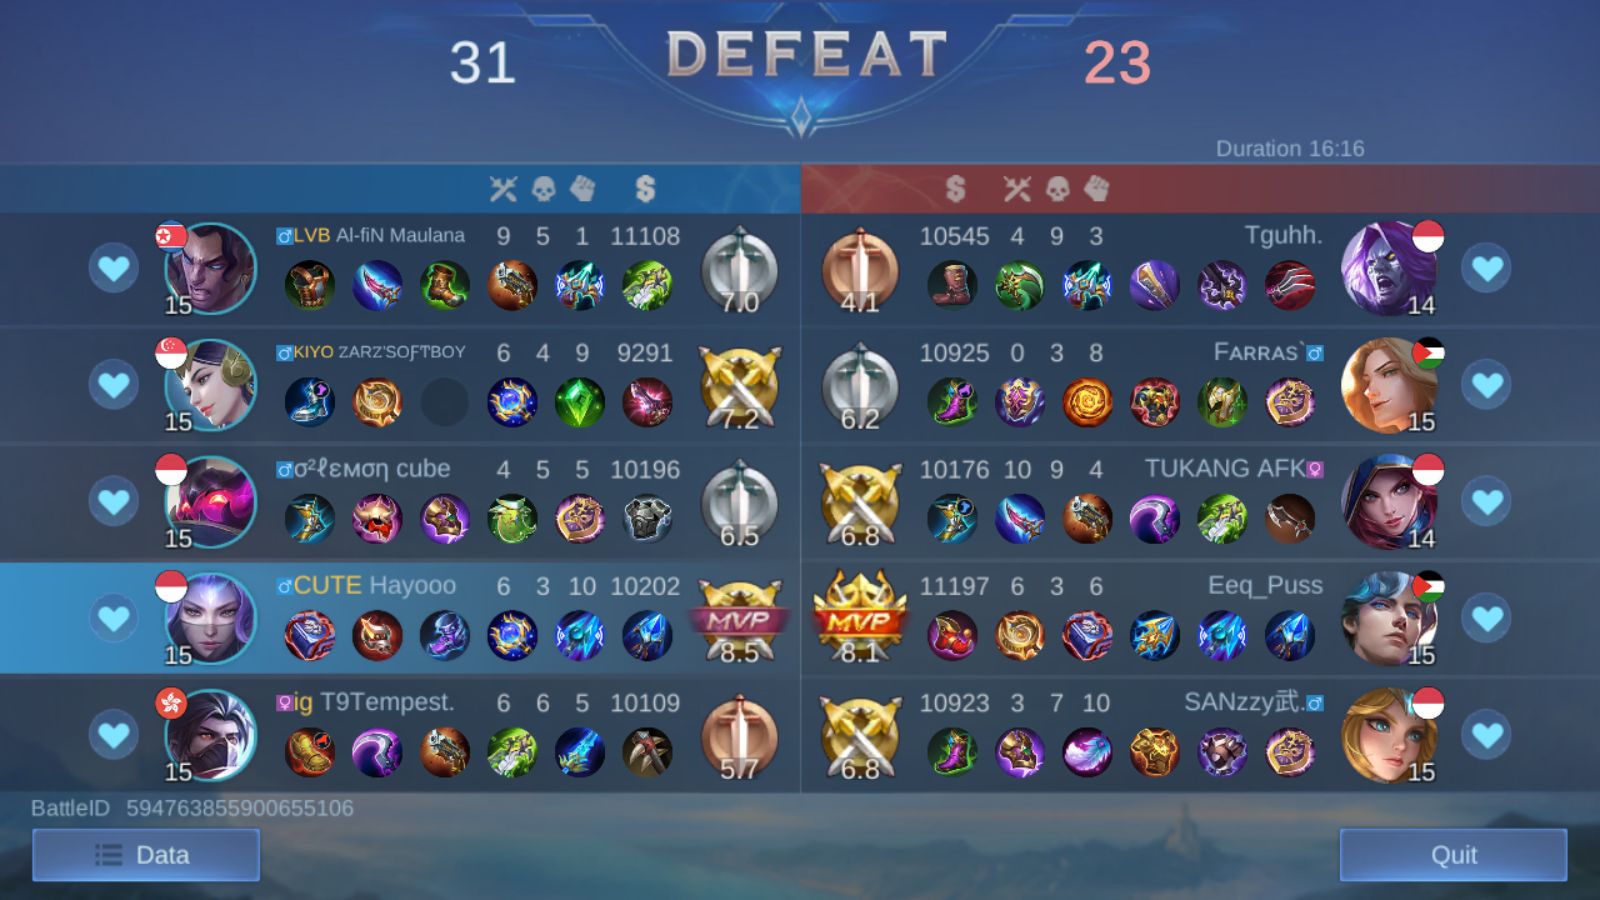 31 DEFEAT 23
Duration 16:16
LVB Al-fiN Maulana 9 5 1 11108
15 7.0
10545 4 9 3 Tguhh.
4.1 14
KIYO ZARZ'SOƑTBOY 6 4 9 9291
15 7.2
10925 0 3 8 Fᴀʀʀᴀs`
6.2 15
σ²ℓεмση cube 4 5 5 10196
15 6.5
10176 10 9 4 TUKANG AFK
6.8 14
CUTE Hayooo 6 3 10 10202
MVP
15 8.5
11197 6 3 6 Eeq_Puss
MVP
8.1 15
ig T9Tempest. 6 6 5 10109
15 5.7
10923 3 7 10 SANzzy武.
6.8 15
BattleID 594763855900655106
Data
Quit